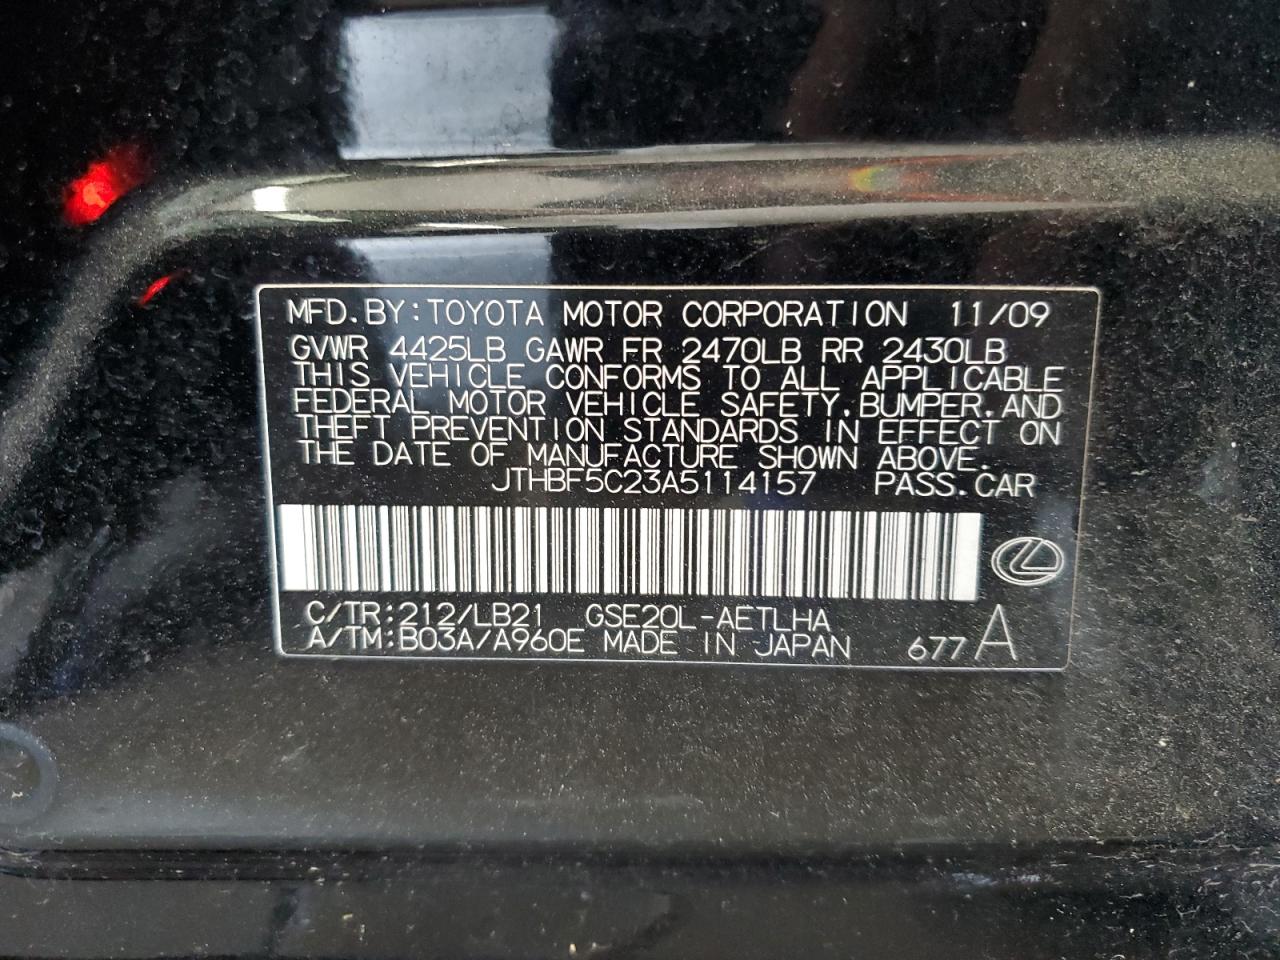 MFD.BY:TOYOTA MOTOR CORPORATION 11/09
GVWR 4425LB GAWR FR 2470LB RR 2430LB
THIS VEHICLE CONFORMS TO ALL APPLICABLE
FEDERAL MOTOR VEHICLE SAFETY,BUMPER,AND
THEFT PREVENTION STANDARDS IN EFFECT ON
THE DATE OF MANUFACTURE SHOWN ABOVE.
JTHBF5C23A5114157 PASS.CAR
C/TR:212/LB21 GSE20L-AETLHA
A/TM:B03A/A960E MADE IN JAPAN 677 A